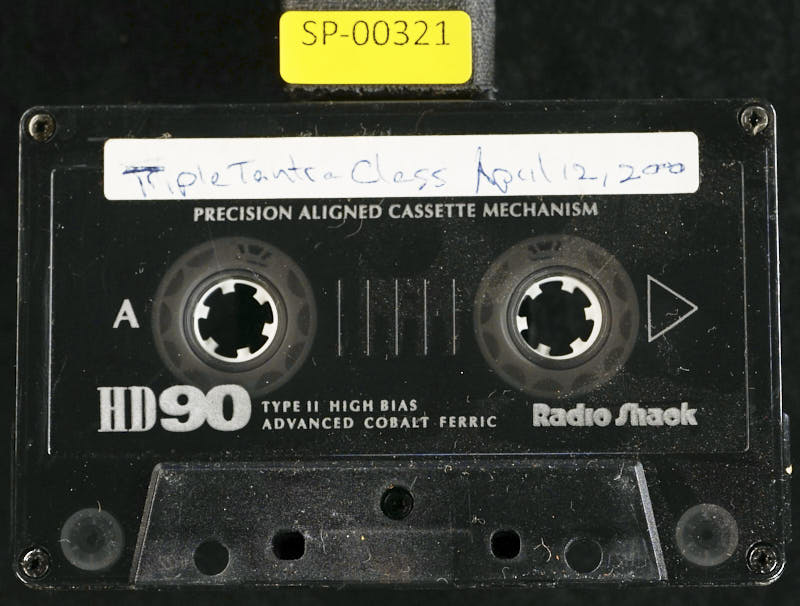 SP-00321
Triple Tantra Class April 12, 2000
PRECISION ALIGNED CASSETTE MECHANISM
A
HD90 TYPE II HIGH BIAS
ADVANCED COBALT FERRIC
Radio Shack